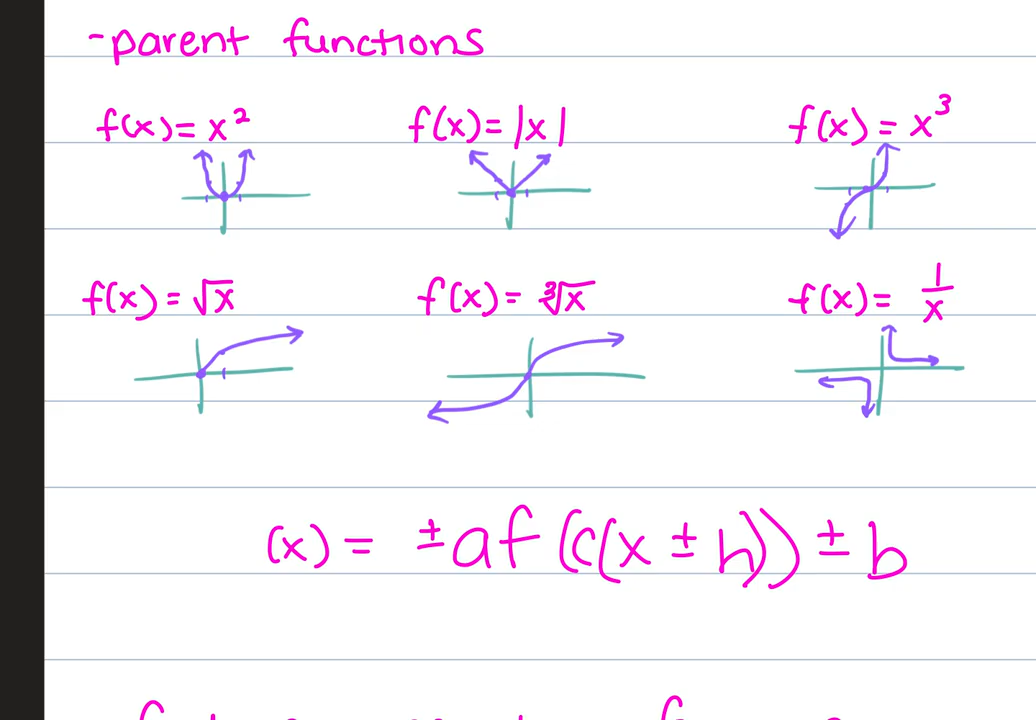 -parent functions
f(x)=x² f(x)=|x| f(x)=x³
f(x)=√x f(x)=∛x f(x)=1/x
(x)= ±af(c(x±h))±b